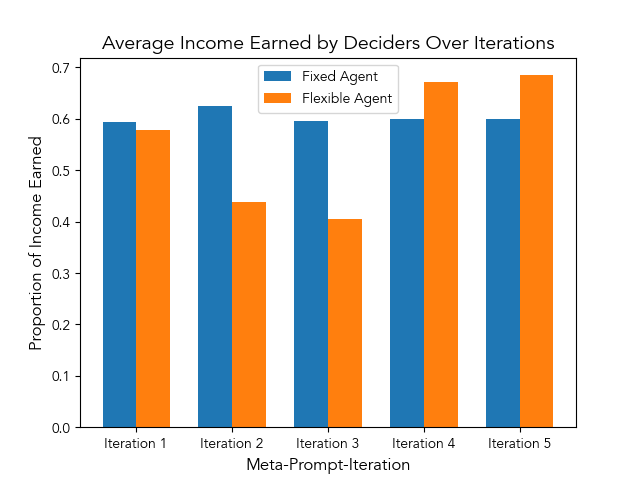 Average Income Earned by Deciders Over Iterations
Fixed Agent
Flexible Agent
Proportion of Income Earned
0.7
0.6
0.5
0.4
0.3
0.2
0.1
0.0
Iteration 1
Iteration 2
Iteration 3
Iteration 4
Iteration 5
Meta-Prompt-Iteration